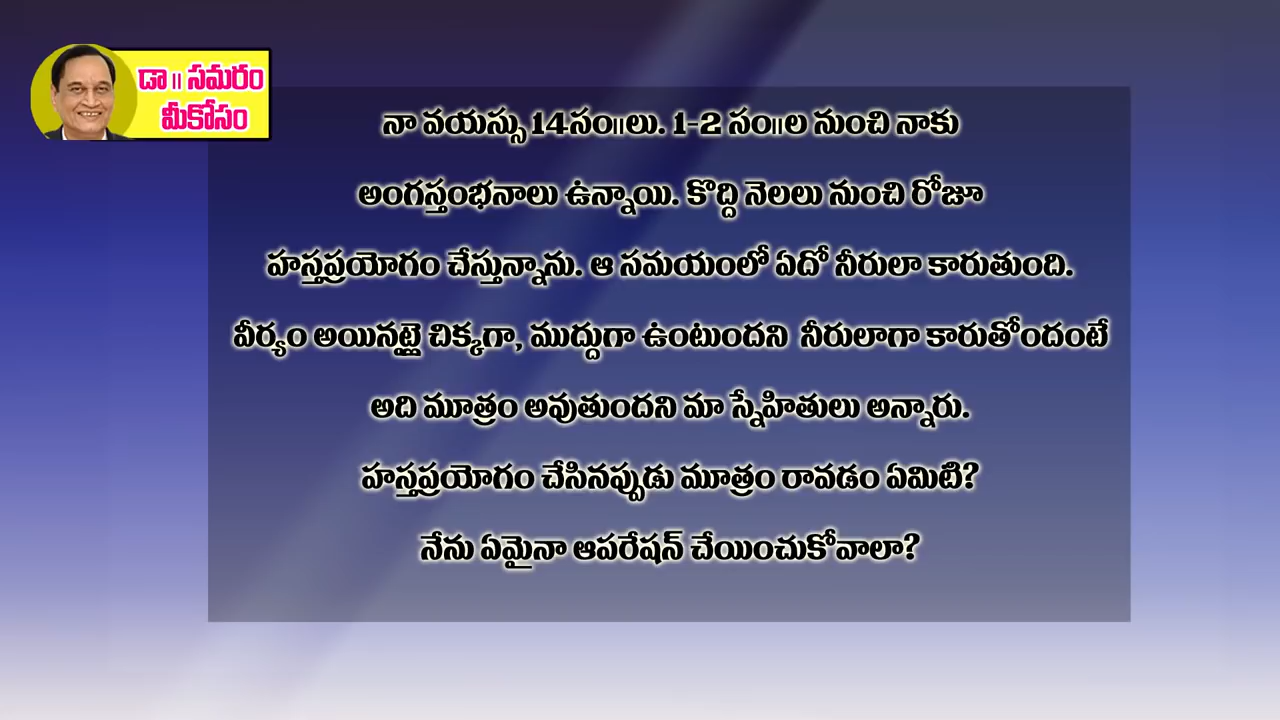 డా॥ సమరం
మీకోసం
నా వయస్సు 14సం॥లు. 1-2 సం॥ల నుంచి నాకు
అంగస్తంభనాలు ఉన్నాయి. కొద్ది నెలలు నుంచి రోజూ
హస్తప్రయోగం చేస్తున్నాను. ఆ సమయంలో ఏదో నీరులా కారుతుంది.
వీర్యం అయినట్లై చిక్కగా, ముద్దుగా ఉంటుందని నీరులాగా కారుతోందంటే
అది మూత్రం అవుతుందని మా స్నేహితులు అన్నారు.
హస్తప్రయోగం చేసినప్పుడు మూత్రం రావడం ఏమిటి?
నేను ఏమైనా ఆపరేషన్ చేయించుకోవాలా?